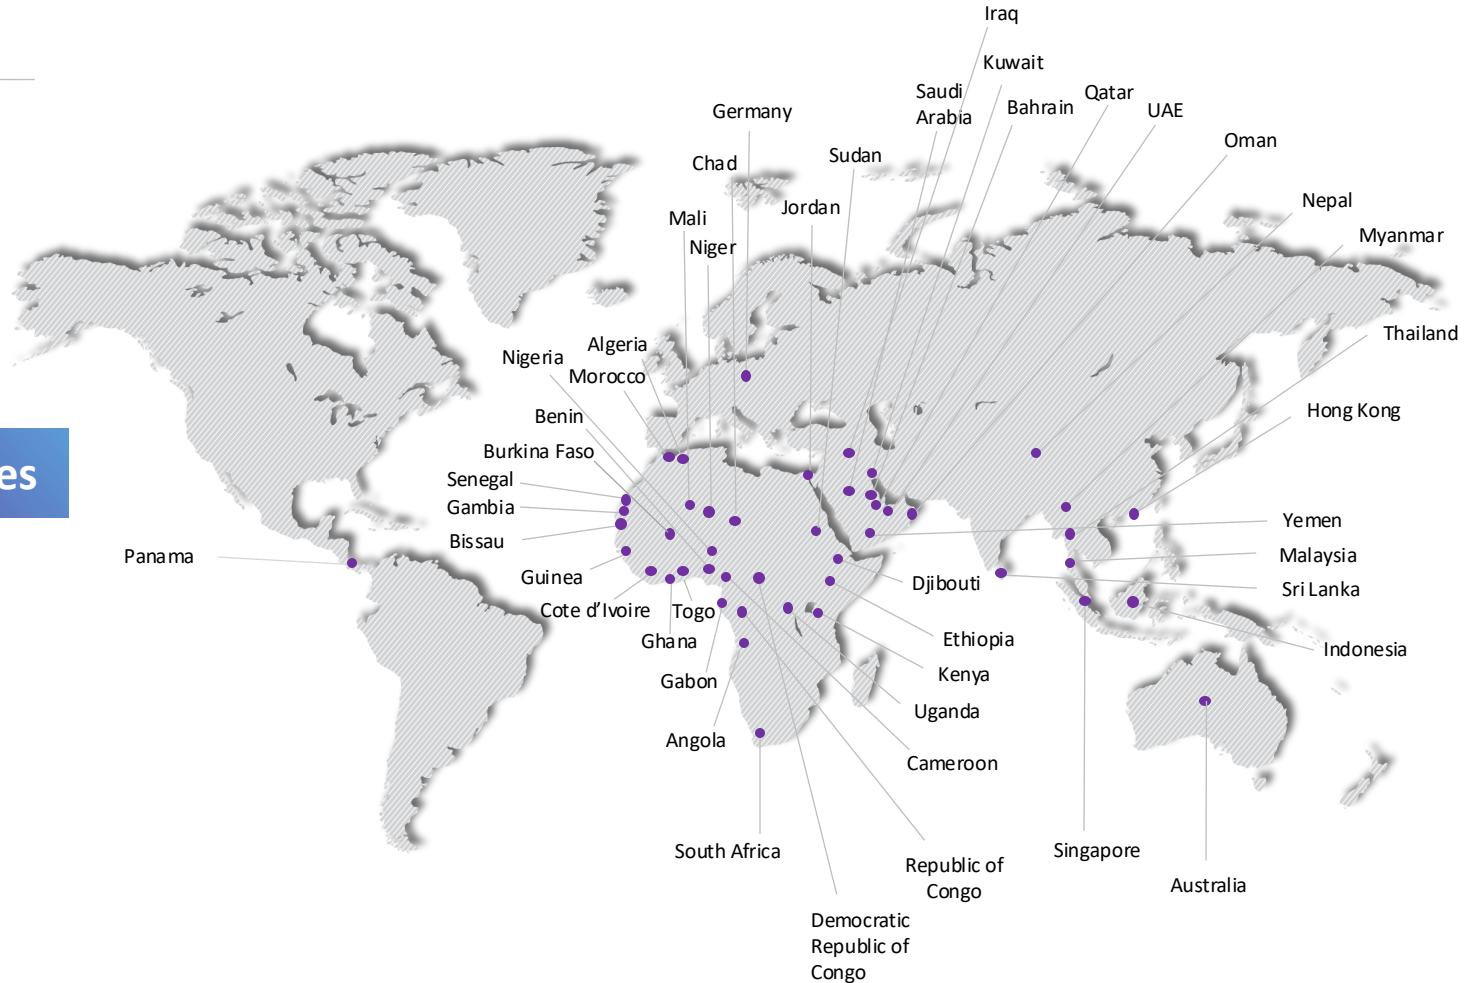 Iraq
Kuwait
Saudi
Arabia
Qatar
Bahrain
UAE
Germany
Oman
Chad
Sudan
Nepal
Jordan
Mali
Niger
Myanmar
Thailand
Algeria
Nigeria
Morocco
Hong Kong
Benin
Burkina Faso
Senegal
es
Gambia
Yemen
Bissau
Panama
Malaysia
Guinea
Djibouti
Sri Lanka
Cote d’Ivoire
Togo
Ghana
Ethiopia
Indonesia
Kenya
Gabon
Uganda
Angola
Cameroon
South Africa
Singapore
Republic of
Congo
Australia
Democratic
Republic of
Congo